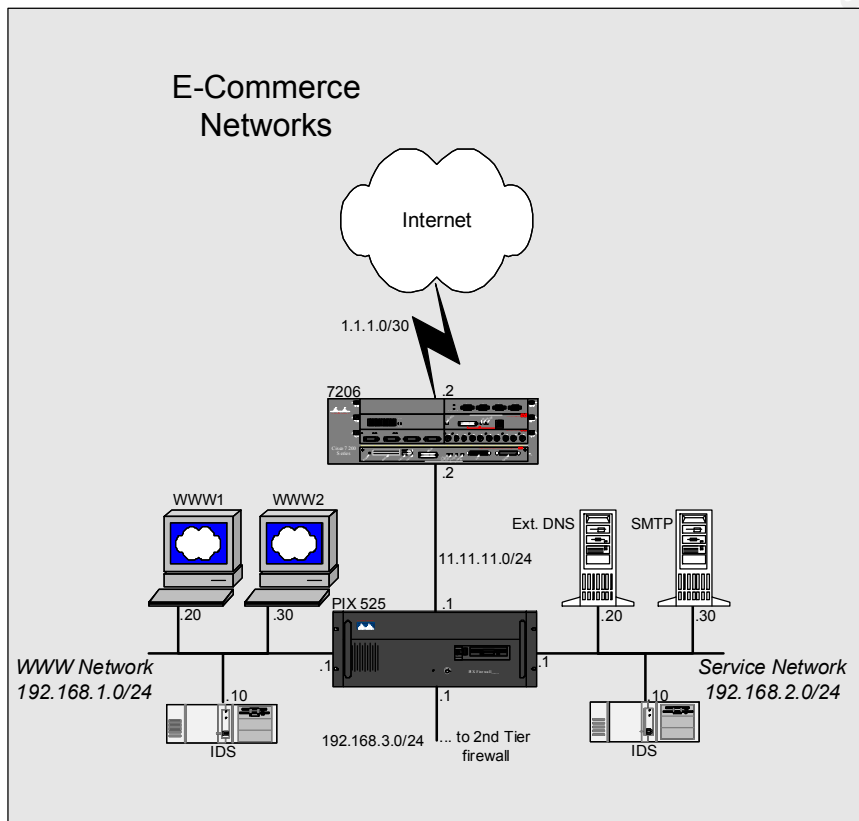 E-Commerce
Networks
Internet
1.1.1.0/30
7206
.2
.2
WWW1
WWW2
Ext. DNS
SMTP
11.11.11.0/24
.20
.30
PIX 525
.1
.20
.30
WWW Network
192.168.1.0/24
.1
.1
Service Network
192.168.2.0/24
.10
IDS
.1
192.168.3.0/24
... to 2nd Tier
firewall
.10
IDS